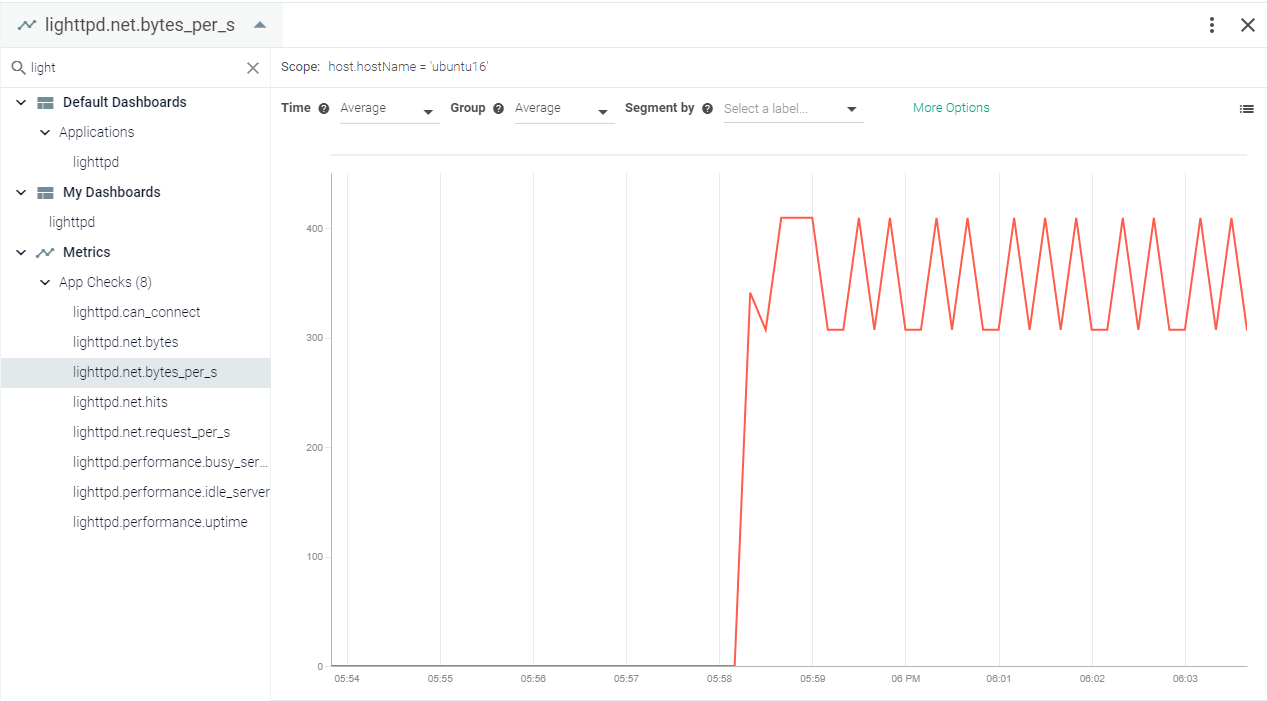 lighttpd.net.bytes_per_s
light
Scope: host.hostName = 'ubuntu16'
Default Dashboards
Applications
lighttpd
My Dashboards
lighttpd
Metrics
App Checks (8)
lighttpd.can_connect
lighttpd.net.bytes
lighttpd.net.bytes_per_s
lighttpd.net.hits
lighttpd.net.request_per_s
lighttpd.performance.busy_ser...
lighttpd.performance.idle_server
lighttpd.performance.uptime
Time ? Average Group ? Average Segment by ? Select a label... More Options
400
300
200
100
0
05:54 05:55 05:56 05:57 05:58 05:59 06 PM 06:01 06:02 06:03